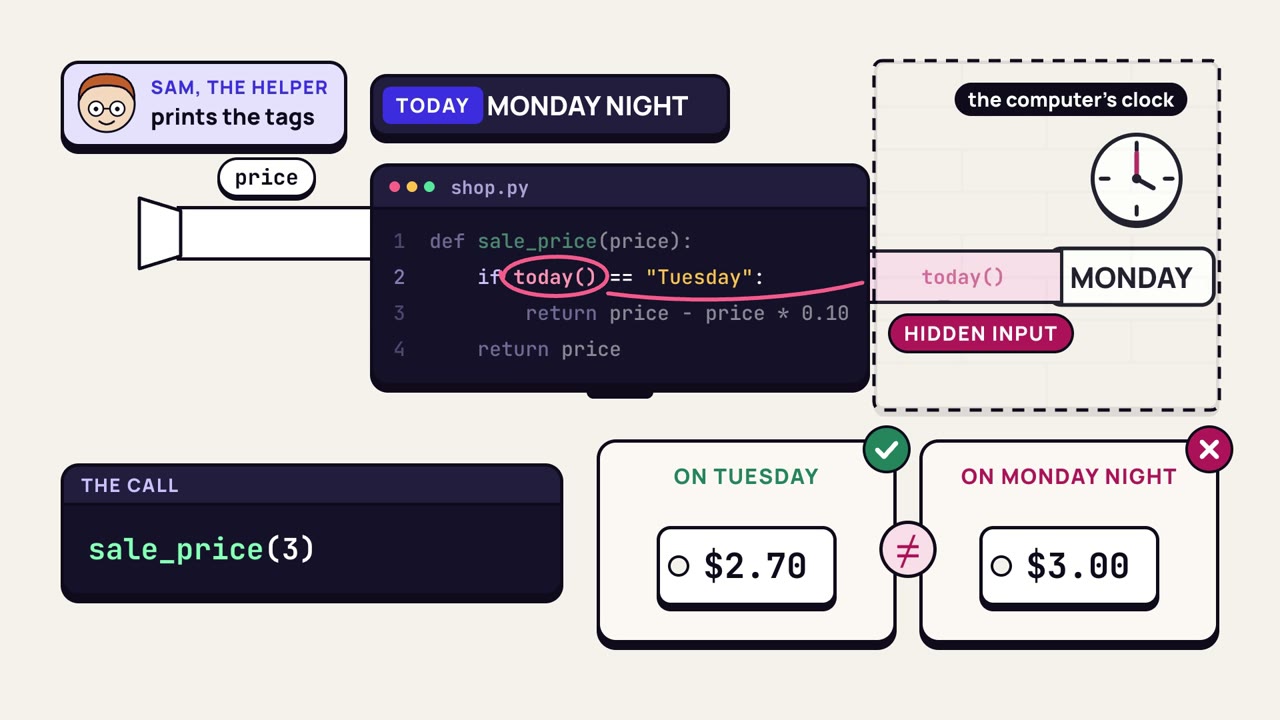 SAM, THE HELPER
prints the tags
TODAY MONDAY NIGHT
the computer's clock
price
shop.py
1 def sale_price(price):
2 if today() == "Tuesday":
3 return price - price * 0.10
4 return price
today() MONDAY
HIDDEN INPUT
THE CALL
sale_price(3)
ON TUESDAY
$2.70
≠
ON MONDAY NIGHT
$3.00